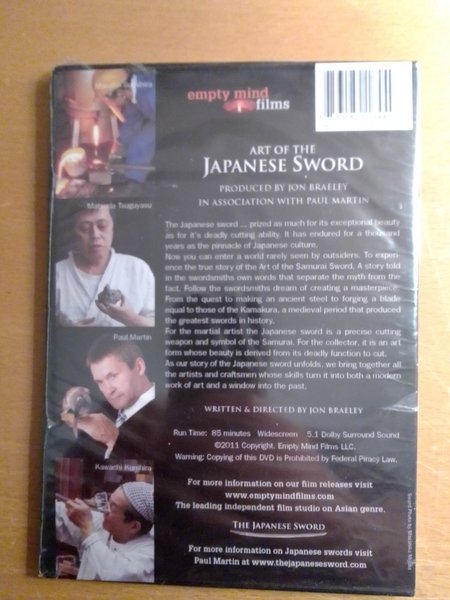 empty mind
films
ART OF THE
JAPANESE SWORD
PRODUCED BY JON BRAELEY
IN ASSOCIATION WITH PAUL MARTIN
Matsuda Tsuguyasu
The Japanese sword ... prized as much for its exceptional beauty
as for it's deadly cutting ability. It has endured for a thousand
years as the pinnacle of Japanese culture.
Now you can enter a world rarely seen by outsiders. To experi-
ence the true story of the Art of the Samurai Sword. A story told
in the swordsmiths own words that separate the myth from the
fact. Follow the swordsmiths dream of creating a masterpiece.
From the quest to making an ancient steel to forging a blade
equal to those of the Kamakura, a medieval period that produced
the greatest swords in history.
For the martial artist the Japanese sword is a precise cutting
weapon and symbol of the Samurai. For the collector, it is an art
form whose beauty is derived from its deadly function to cut.
As our story of the Japanese sword unfolds, we bring together all
the artists and craftsmen whose skills turn it into both a modern
work of art and a window into the past.
Paul Martin
WRITTEN & DIRECTED BY JON BRAELEY
Run Time: 85 minutes Widescreen 5.1 Dolby Surround Sound
©2011 Copyright. Empty Mind Films LLC.
Warning: Copying of this DVD is Prohibited by Federal Piracy Law.
Kawachi Kunihira
For more information on our film releases visit
www.emptymindfilms.com
The leading independent film studio on Asian genre.
THE JAPANESE SWORD
For more information on Japanese swords visit
Paul Martin at www.thejapanesesword.com